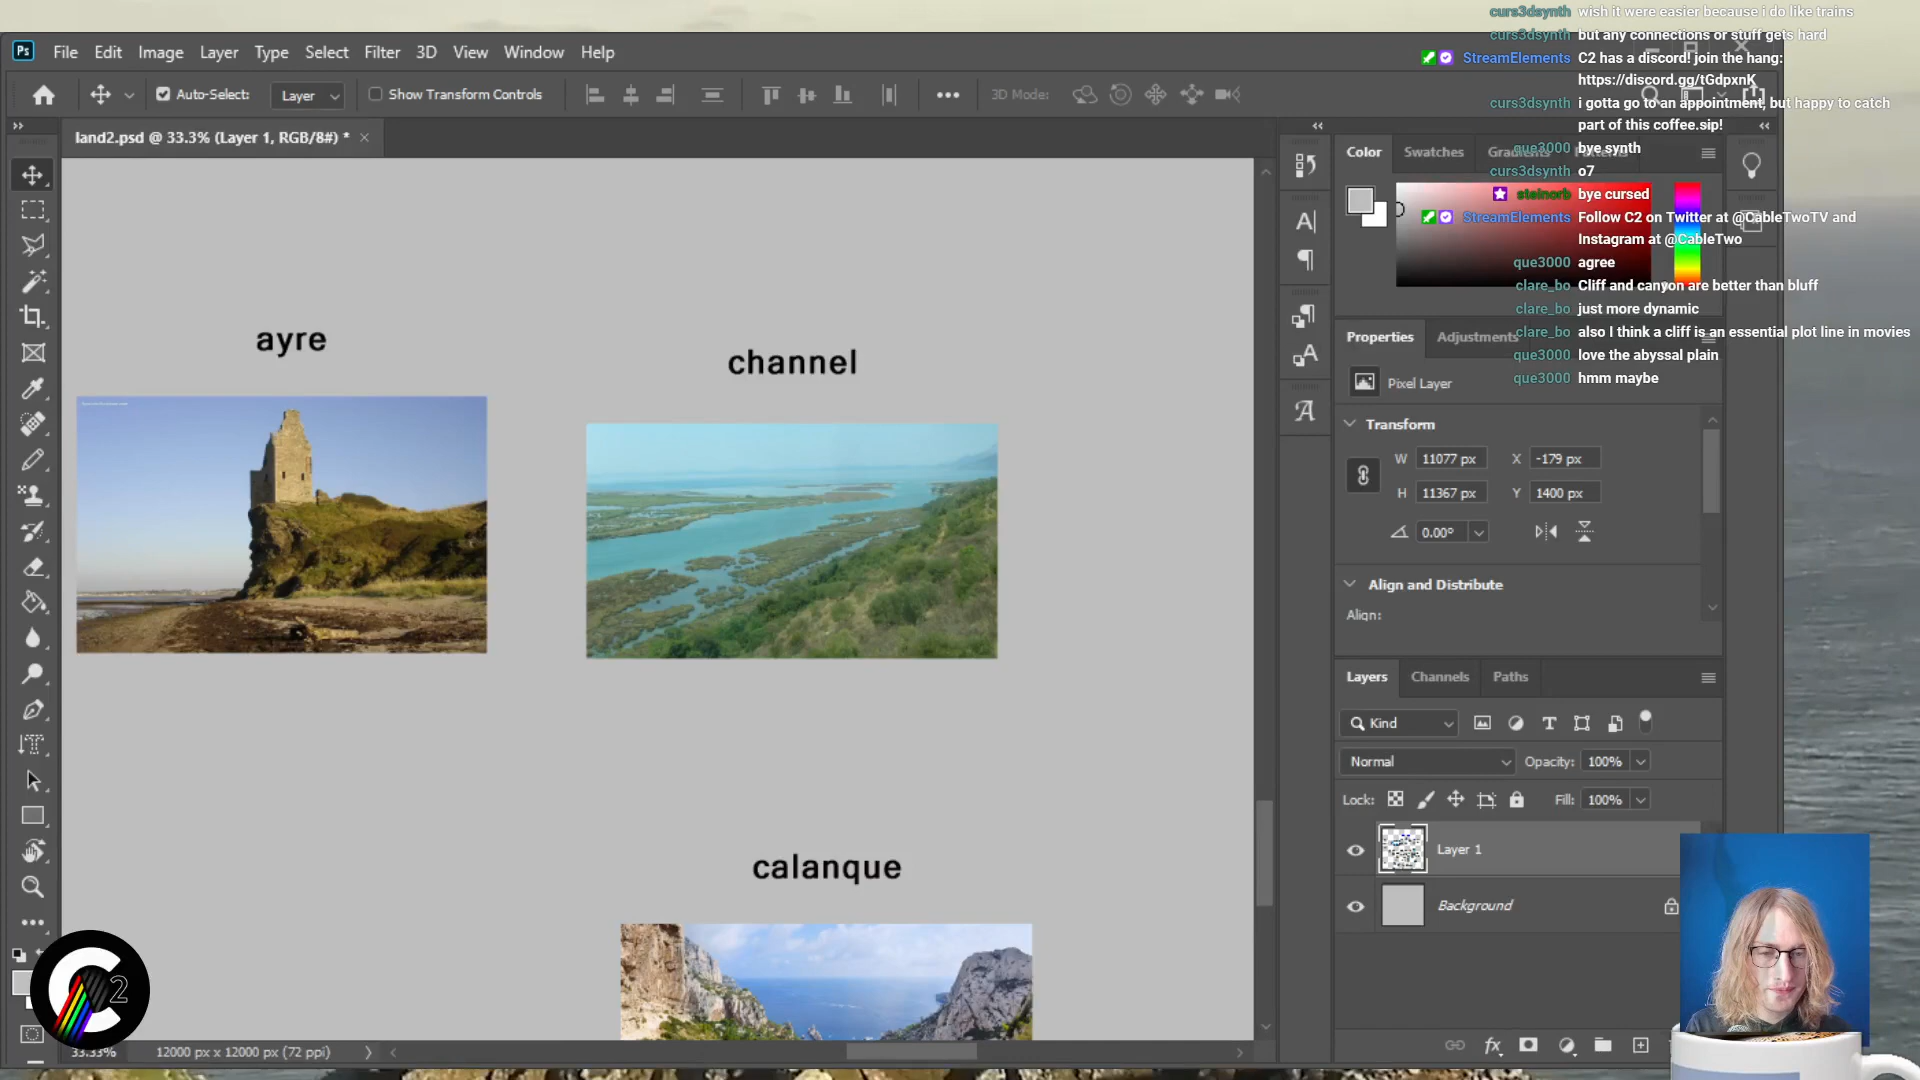 curs3dsynth wish it were easier because i do like trains
curs3dsynth but any connections or stuff gets hard
StreamElements C2 has a discord! join the hang:
https://discord.gg/tGdpxnK
curs3dsynth i gotta go to an appointment, but happy to catch
part of this coffee.sip!
que3000 bye synth
curs3dsynth o7
steinorb bye cursed
StreamElements Follow C2 on Twitter at @CableTwoTV and
Instagram at @CableTwo
que3000 agree
clare_bo Cliff and canyon are better than bluff
clare_bo just more dynamic
clare_bo also I think a cliff is an essential plot line in movies
que3000 love the abyssal plain
que3000 hmm maybe
Ps File Edit Image Layer Type Select Filter 3D View Window Help
Auto-Select: Layer Show Transform Controls 3D Mode:
land2.psd @ 33.3% (Layer 1, RGB/8#) *
ayre
channel
calanque
33.33% 12000 px x 12000 px (72 ppi)
Color Swatches Gradients Patterns
Properties Adjustments
Pixel Layer
Transform
W 11077 px X -179 px
H 11367 px Y 1400 px
0.00°
Align and Distribute
Align:
Layers Channels Paths
Kind
Normal Opacity: 100%
Lock: Fill: 100%
Layer 1
Background
fx
C2